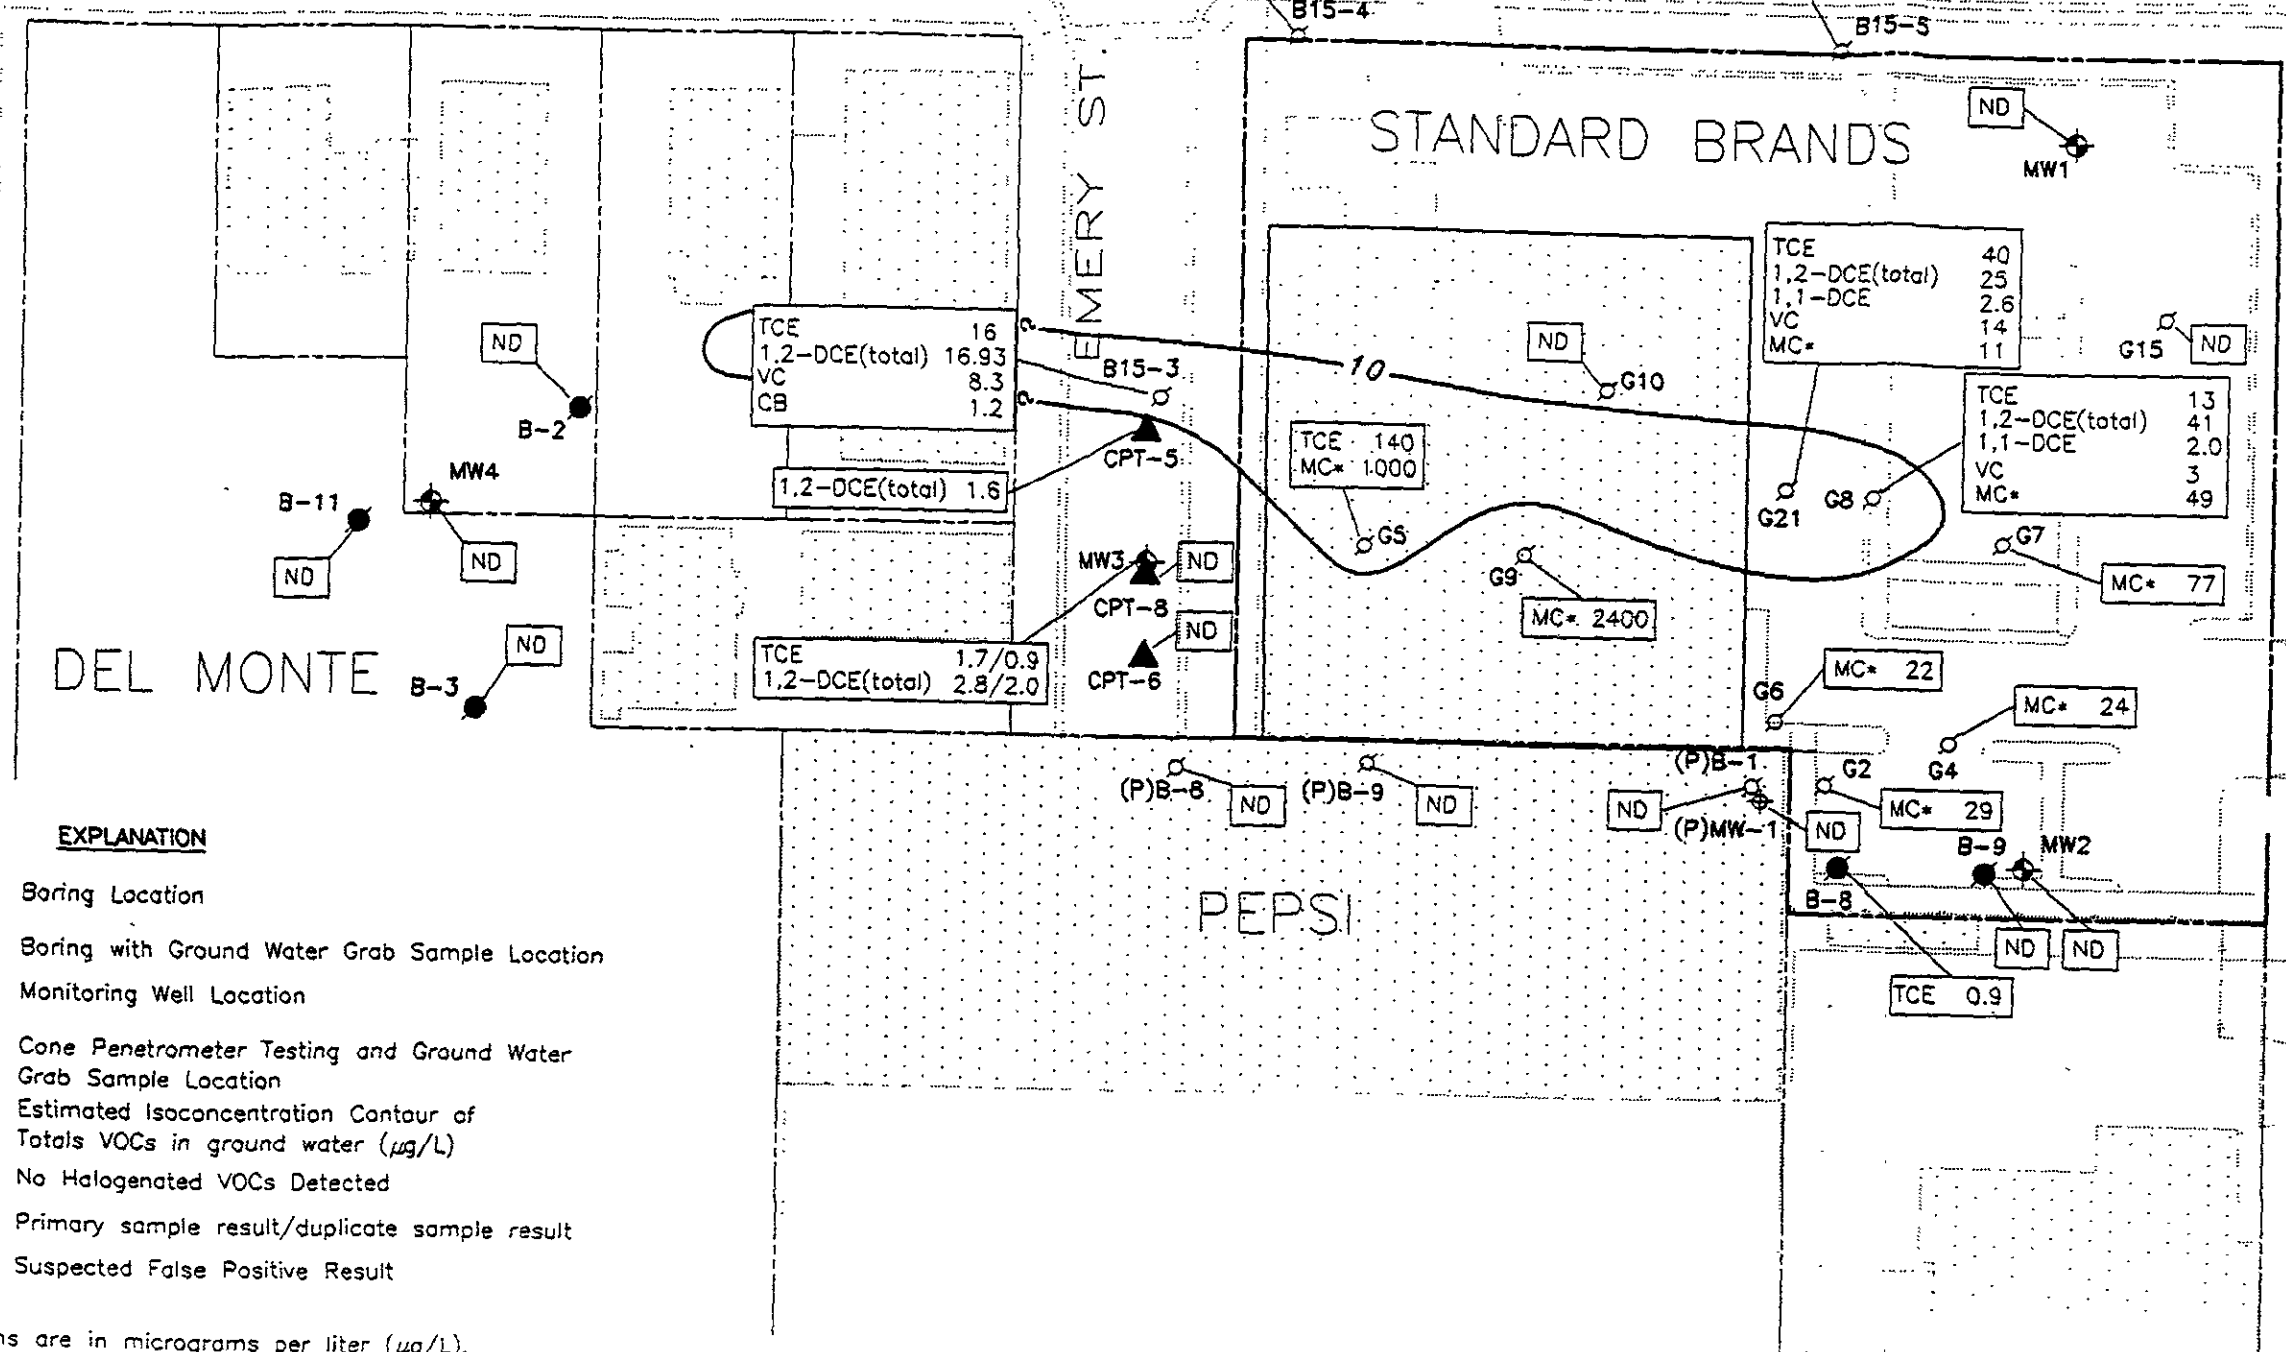 B15-4
B15-5
EMERY ST.
STANDARD BRANDS
ND
MW1
TCE 40
1,2-DCE(total) 25
1,1-DCE 2.6
VC 14
MC* 11
TCE 16
1,2-DCE(total) 16.93
VC 8.3
CB 1.2
?
?
10
ND
B-2
B15-3
ND
G10
G15
ND
TCE 13
1,2-DCE(total) 41
1,1-DCE 2.0
VC 3
MC* 49
TCE 140
MC* 1000
CPT-5
1,2-DCE(total) 1.6
MW4
B-11
ND
ND
G5
G9
G21
G8
G7
MC* 77
MW3
ND
CPT-8
MC* 2400
DEL MONTE
B-3
ND
TCE 1.7/0.9
1,2-DCE(total) 2.8/2.0
ND
CPT-6
G6
MC* 22
MC* 24
G4
(P)B-8
ND
(P)B-9
ND
(P)B-1
ND
(P)MW-1
ND
G2
MC* 29
B-9
MW2
B-8
ND
ND
TCE 0.9
PEPSI
EXPLANATION
Boring Location
Boring with Ground Water Grab Sample Location
Monitoring Well Location
Cone Penetrometer Testing and Ground Water
Grab Sample Location
Estimated Isoconcentration Contour of
Totals VOCs in ground water (µg/L)
No Halogenated VOCs Detected
Primary sample result/duplicate sample result
Suspected False Positive Result
ns are in micrograms per liter (µg/L).